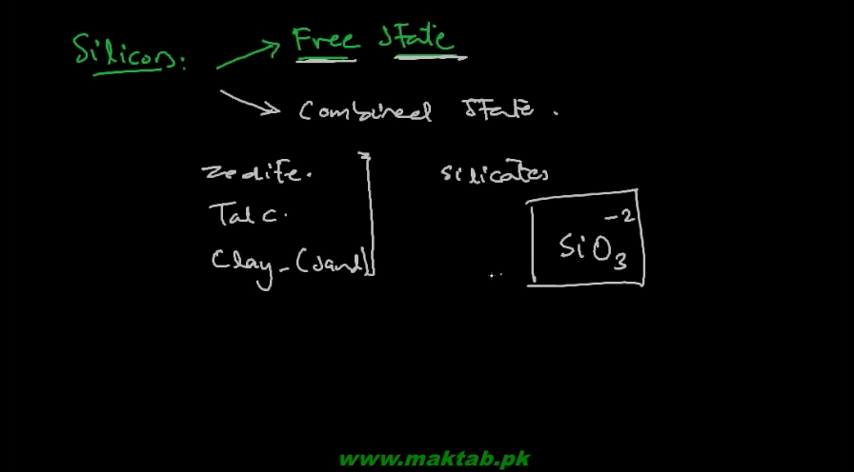 Silicon: Free State
Combined State.
Zeolite.
Talc.
Clay - (Sand)
Silicates
SiO₃⁻²
www.maktab.pk